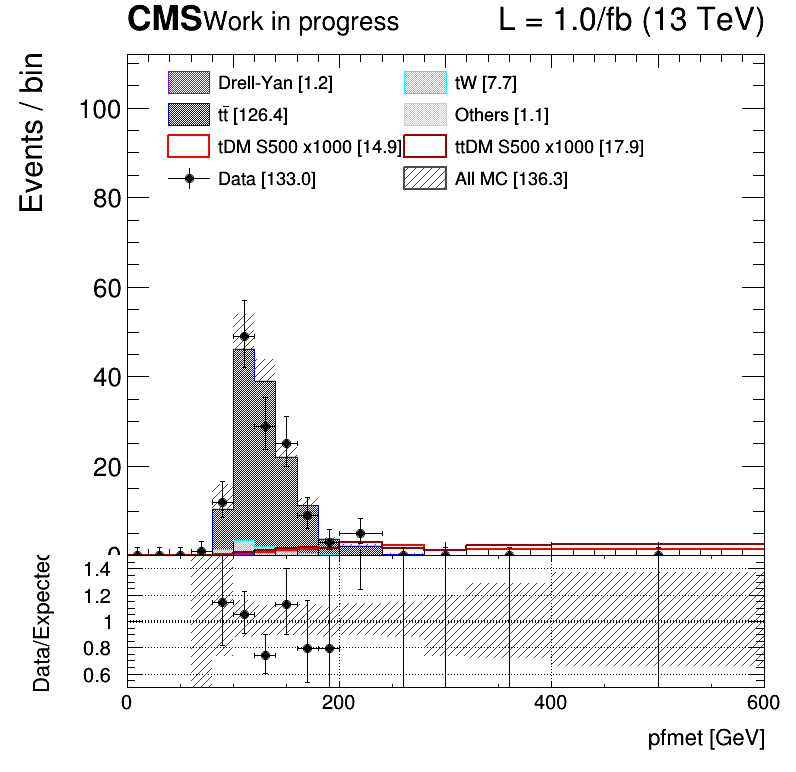 CMS Work in progress L = 1.0/fb (13 TeV)
Events / bin
Drell-Yan [1.2] tW [7.7]
tt̄ [126.4] Others [1.1]
tDM S500 x1000 [14.9] ttDM S500 x1000 [17.9]
Data [133.0] All MC [136.3]
100
80
60
40
20
0
Data/Expected
1.4
1.2
1
0.8
0.6
0 200 400 600
pfmet [GeV]